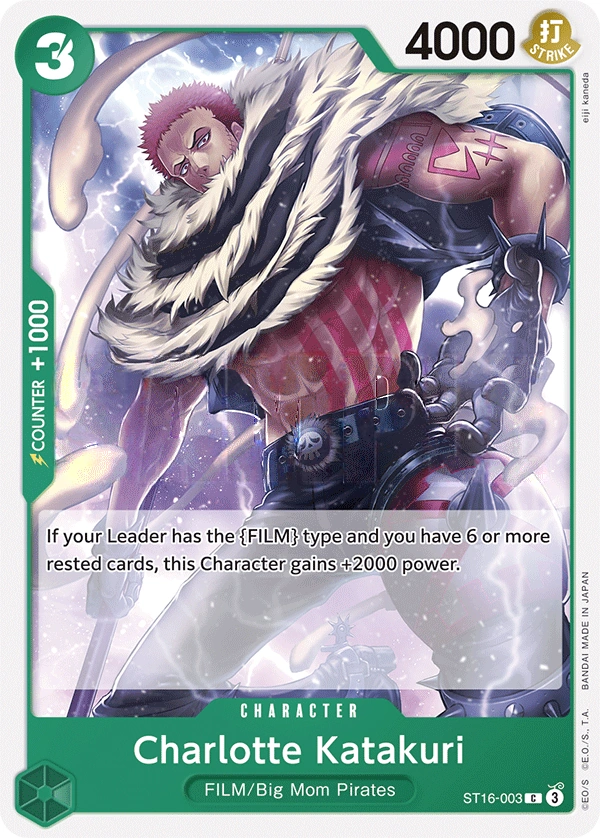 3
4000
打
STRIKE
eiji kaneda
COUNTER +1000
If your Leader has the {FILM} type and you have 6 or more
rested cards, this Character gains +2000 power.
CHARACTER
Charlotte Katakuri
FILM/Big Mom Pirates
ST16-003 C 3
©EO/S ©E.O./S., T.A. BANDAI MADE IN JAPAN